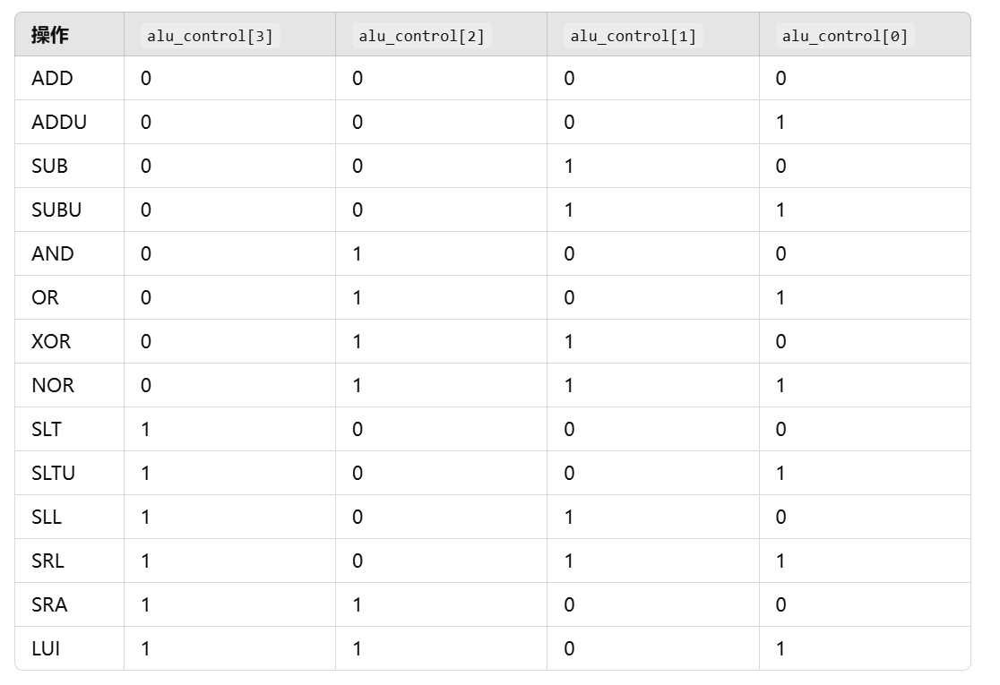 操作 alu_control[3] alu_control[2] alu_control[1] alu_control[0]
ADD 0 0 0 0
ADDU 0 0 0 1
SUB 0 0 1 0
SUBU 0 0 1 1
AND 0 1 0 0
OR 0 1 0 1
XOR 0 1 1 0
NOR 0 1 1 1
SLT 1 0 0 0
SLTU 1 0 0 1
SLL 1 0 1 0
SRL 1 0 1 1
SRA 1 1 0 0
LUI 1 1 0 1